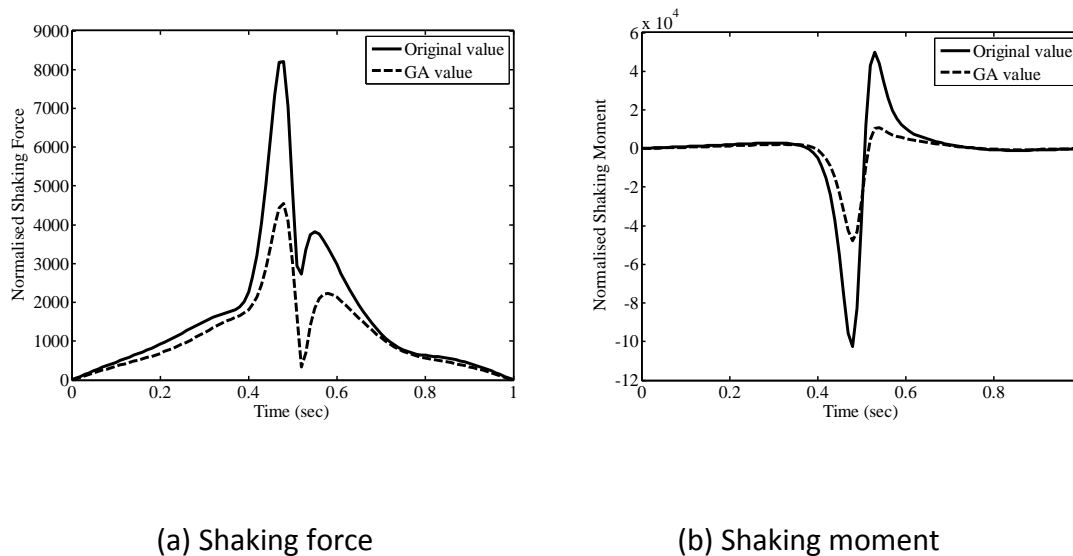 9000
8000
7000
6000
5000
4000
3000
2000
1000
0
0
0.2
0.4
0.6
0.8
1
Normalised Shaking Force
Time (sec)
Original value
GA value
x 10^4
6
4
2
0
-2
-4
-6
-8
-10
-12
0
0.2
0.4
0.6
0.8
Normalised Shaking Moment
Time (sec)
Original value
GA value
(a) Shaking force
(b) Shaking moment